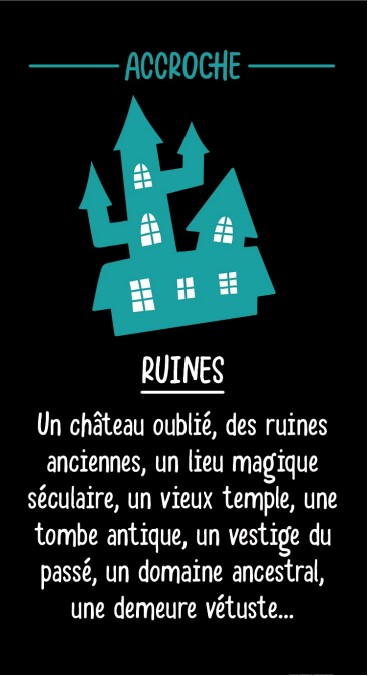 ACCROCHE
RUINES
Un château oublié, des ruines
anciennes, un lieu magique
séculaire, un vieux temple, une
tombe antique, un vestige du
passé, un domaine ancestral,
une demeure vétuste...